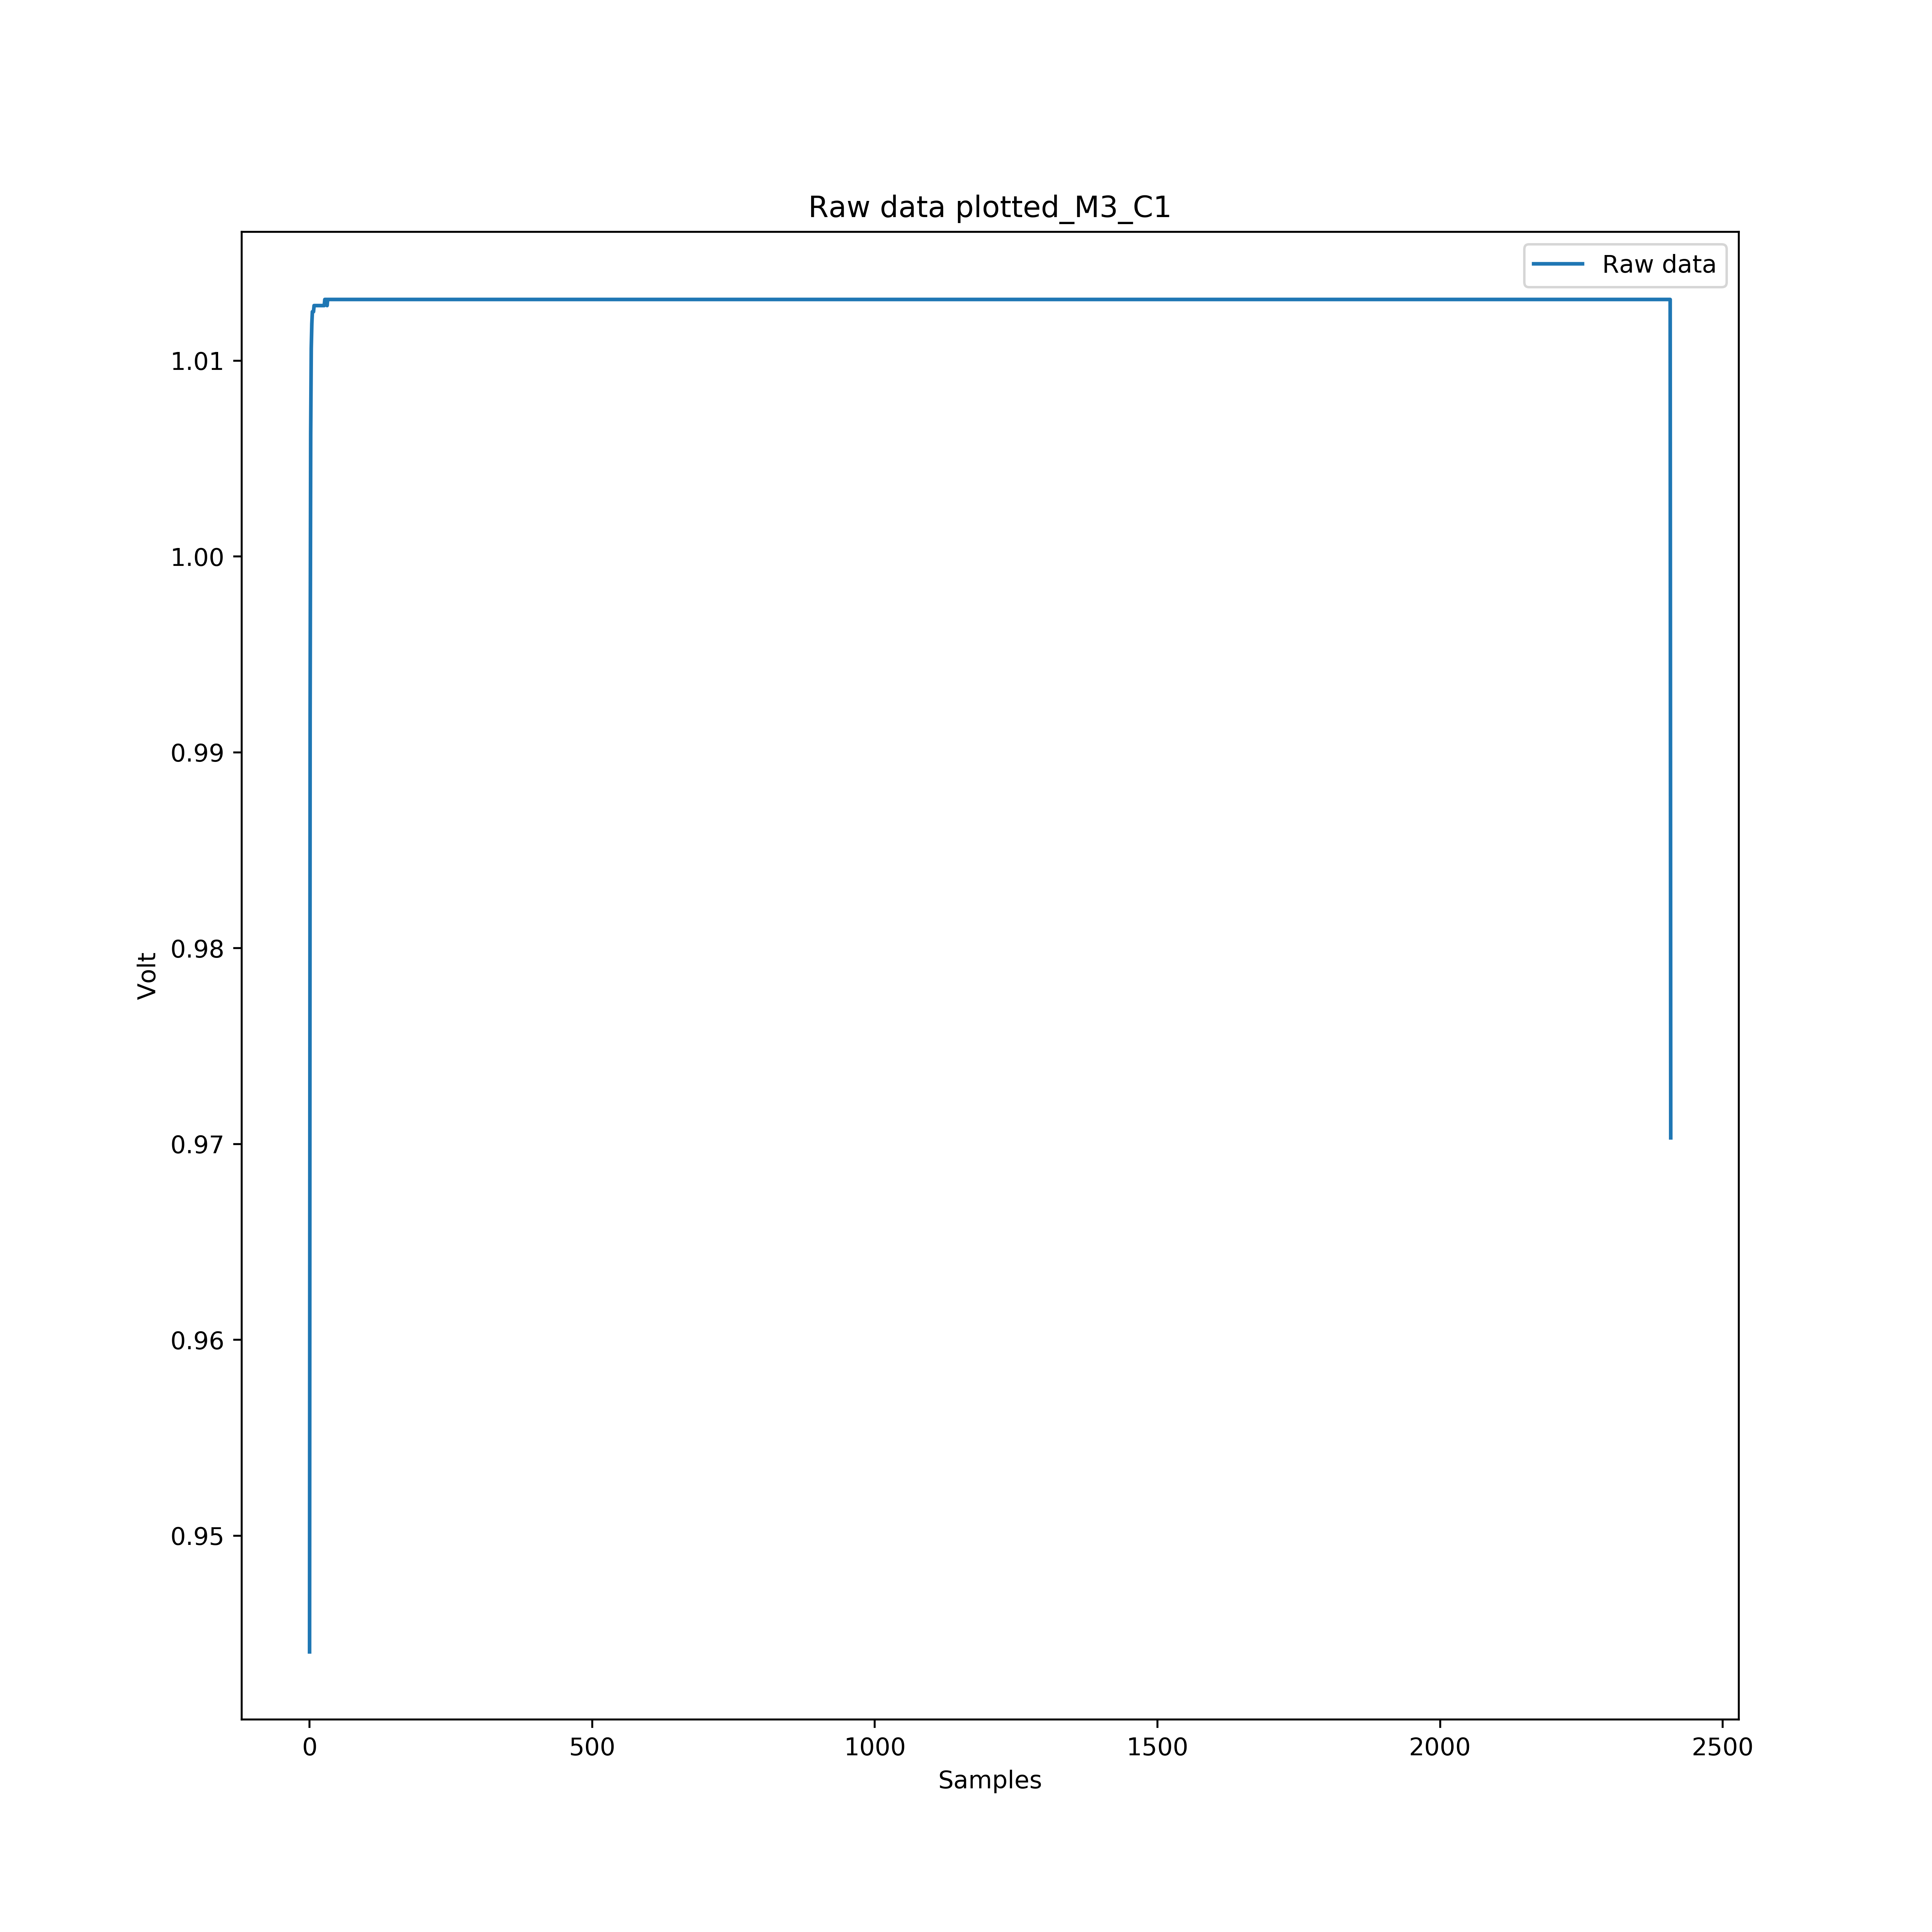 Raw data plotted_M3_C1
Raw data
1.01
1.00
0.99
0.98
0.97
0.96
0.95
Volt
0 500 1000 1500 2000 2500
Samples